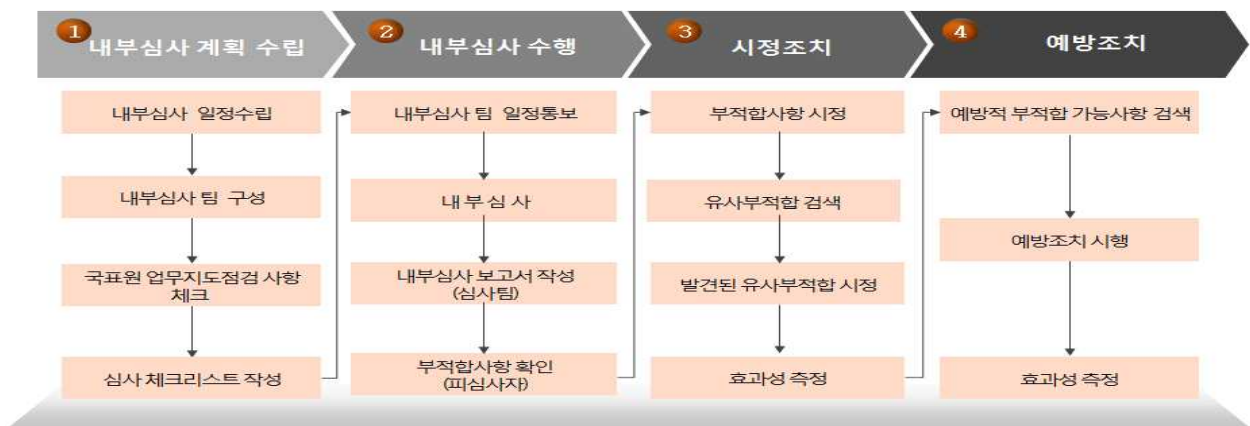 1 내부심사 계획 수립
내부심사 일정수립
내부심사 팀 구성
국표원 업무지도점검 사항
체크
심사 체크리스트 작성
2 내부심사 수행
내부심사 팀 일정통보
내 부 심 사
내부심사 보고서 작성
(심사팀)
부적합사항 확인
(피심사자)
3 시정조치
부적합사항 시정
유사부적합 검색
발견된 유사부적합 시정
효과성 측정
4 예방조치
예방적 부적합 가능사항 검색
예방조치 시행
효과성 측정